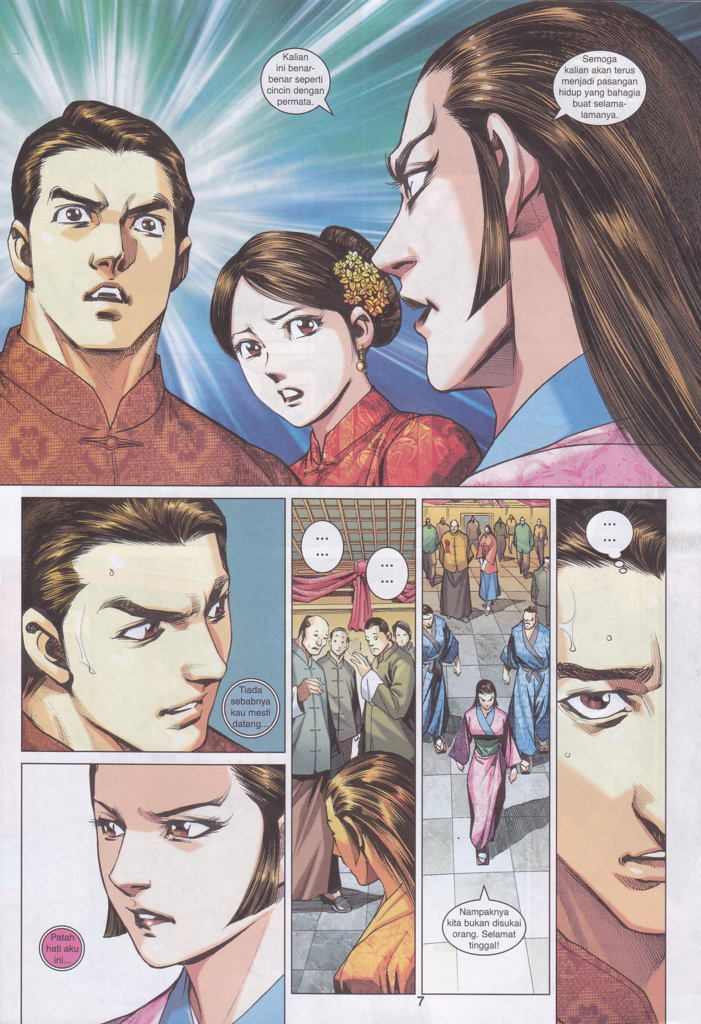 Kalian
ini benar-
benar seperti
cincin dengan
permata.
Semoga
kalian akan terus
menjadi pasangan
hidup yang bahagia
buat selama-
lamanya.
Tiada
sebabnya
kau mesti
datang...
Patah
hati aku
ini...
...
...
...
...
Nampaknya
kita bukan disukai
orang. Selamat
tinggal!
...
...
7